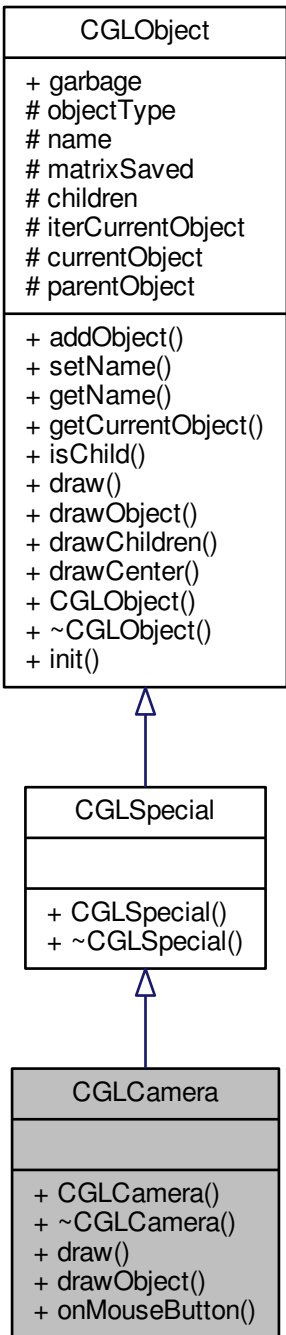 CGLObject
+ garbage
# objectType
# name
# matrixSaved
# children
# iterCurrentObject
# currentObject
# parentObject
+ addObject()
+ setName()
+ getName()
+ getCurrentObject()
+ isChild()
+ draw()
+ drawObject()
+ drawChildren()
+ drawCenter()
+ CGLObject()
+ ~CGLObject()
+ init()
CGLSpecial
+ CGLSpecial()
+ ~CGLSpecial()
CGLCamera
+ CGLCamera()
+ ~CGLCamera()
+ draw()
+ drawObject()
+ onMouseButton()